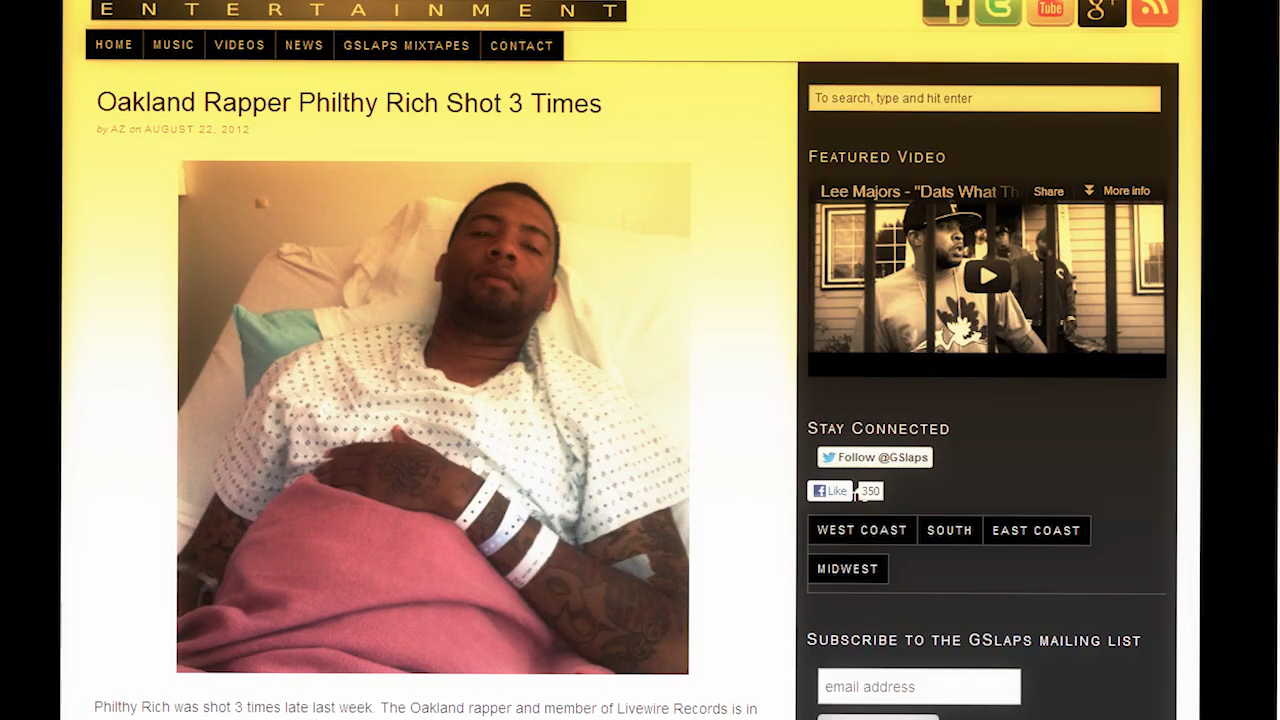 ENTERTAINMENT
HOME MUSIC VIDEOS NEWS GSLAPS MIXTAPES CONTACT
Oakland Rapper Philthy Rich Shot 3 Times
by AZ on AUGUST 22, 2012
Philthy Rich was shot 3 times late last week. The Oakland rapper and member of Livewire Records is in
You Tube
g+
To search, type and hit enter
FEATURED VIDEO
Lee Majors - "Dats What Th
Share
More info
STAY CONNECTED
Follow @GSlaps
Like 350
WEST COAST SOUTH EAST COAST
MIDWEST
SUBSCRIBE TO THE GSLAPS MAILING LIST
email address